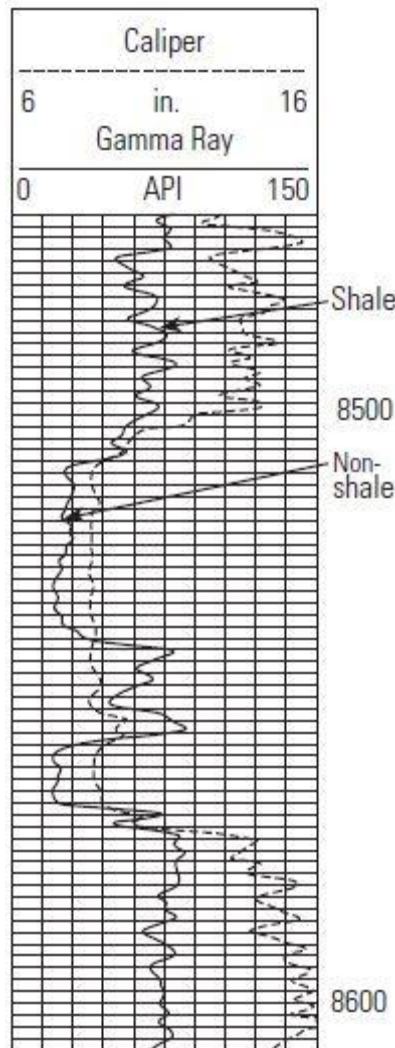 Caliper
6 in. 16
Gamma Ray
0 API 150
Shale
8500
Non-
shale
8600